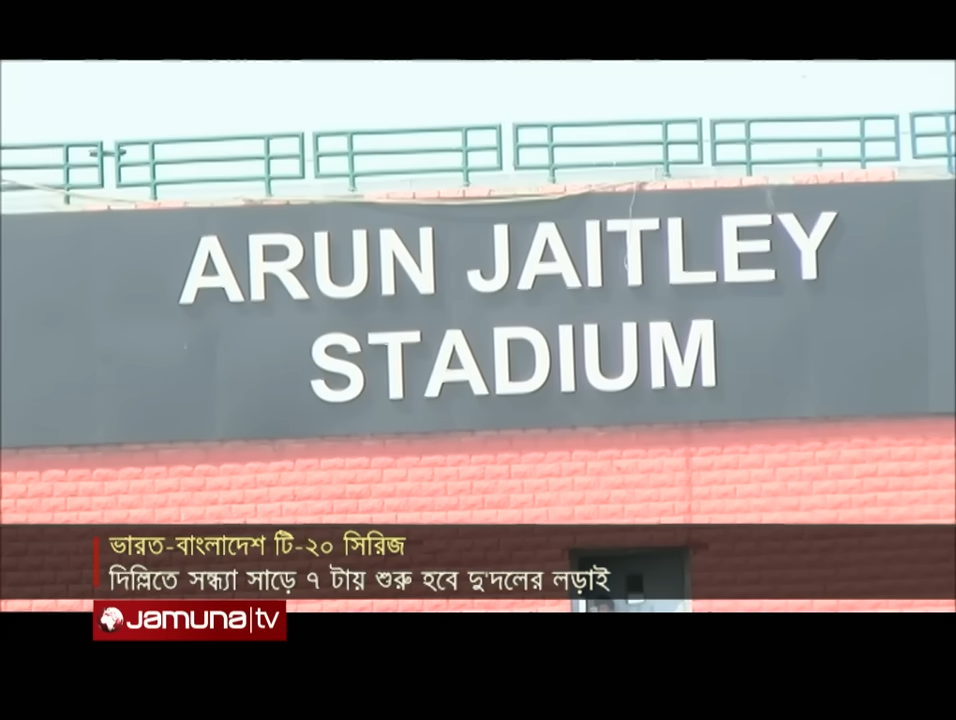 ARUN JAITLEY
STADIUM
ভারত-বাংলাদেশ টি-২০ সিরিজ
দিল্লিতে সন্ধ্যা সাড়ে ৭ টায় শুরু হবে দু'দলের লড়াই
Jamuna|tv